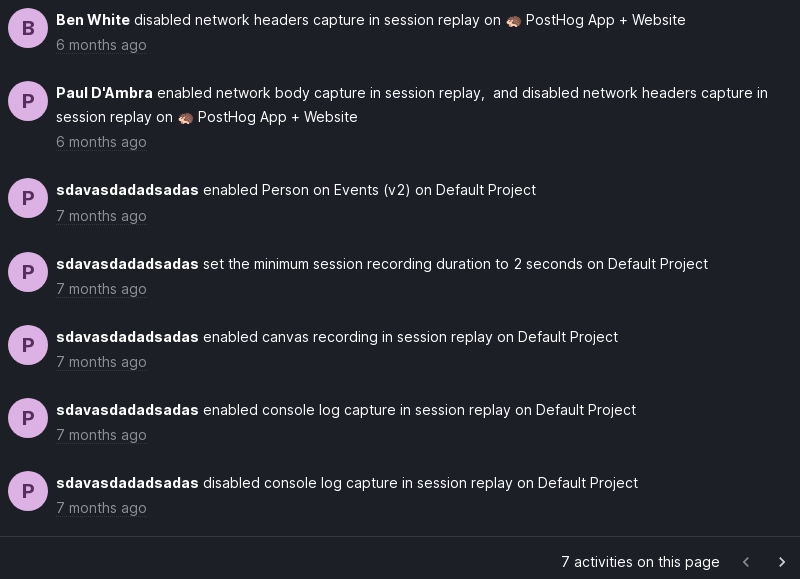 B
Ben White disabled network headers capture in session replay on 🦔 PostHog App + Website
6 months ago
P
Paul D'Ambra enabled network body capture in session replay,  and disabled network headers capture in
session replay on 🦔 PostHog App + Website
6 months ago
P
sdavasdadadsadas enabled Person on Events (v2) on Default Project
7 months ago
P
sdavasdadadsadas set the minimum session recording duration to 2 seconds on Default Project
7 months ago
P
sdavasdadadsadas enabled canvas recording in session replay on Default Project
7 months ago
P
sdavasdadadsadas enabled console log capture in session replay on Default Project
7 months ago
P
sdavasdadadsadas disabled console log capture in session replay on Default Project
7 months ago
7 activities on this page